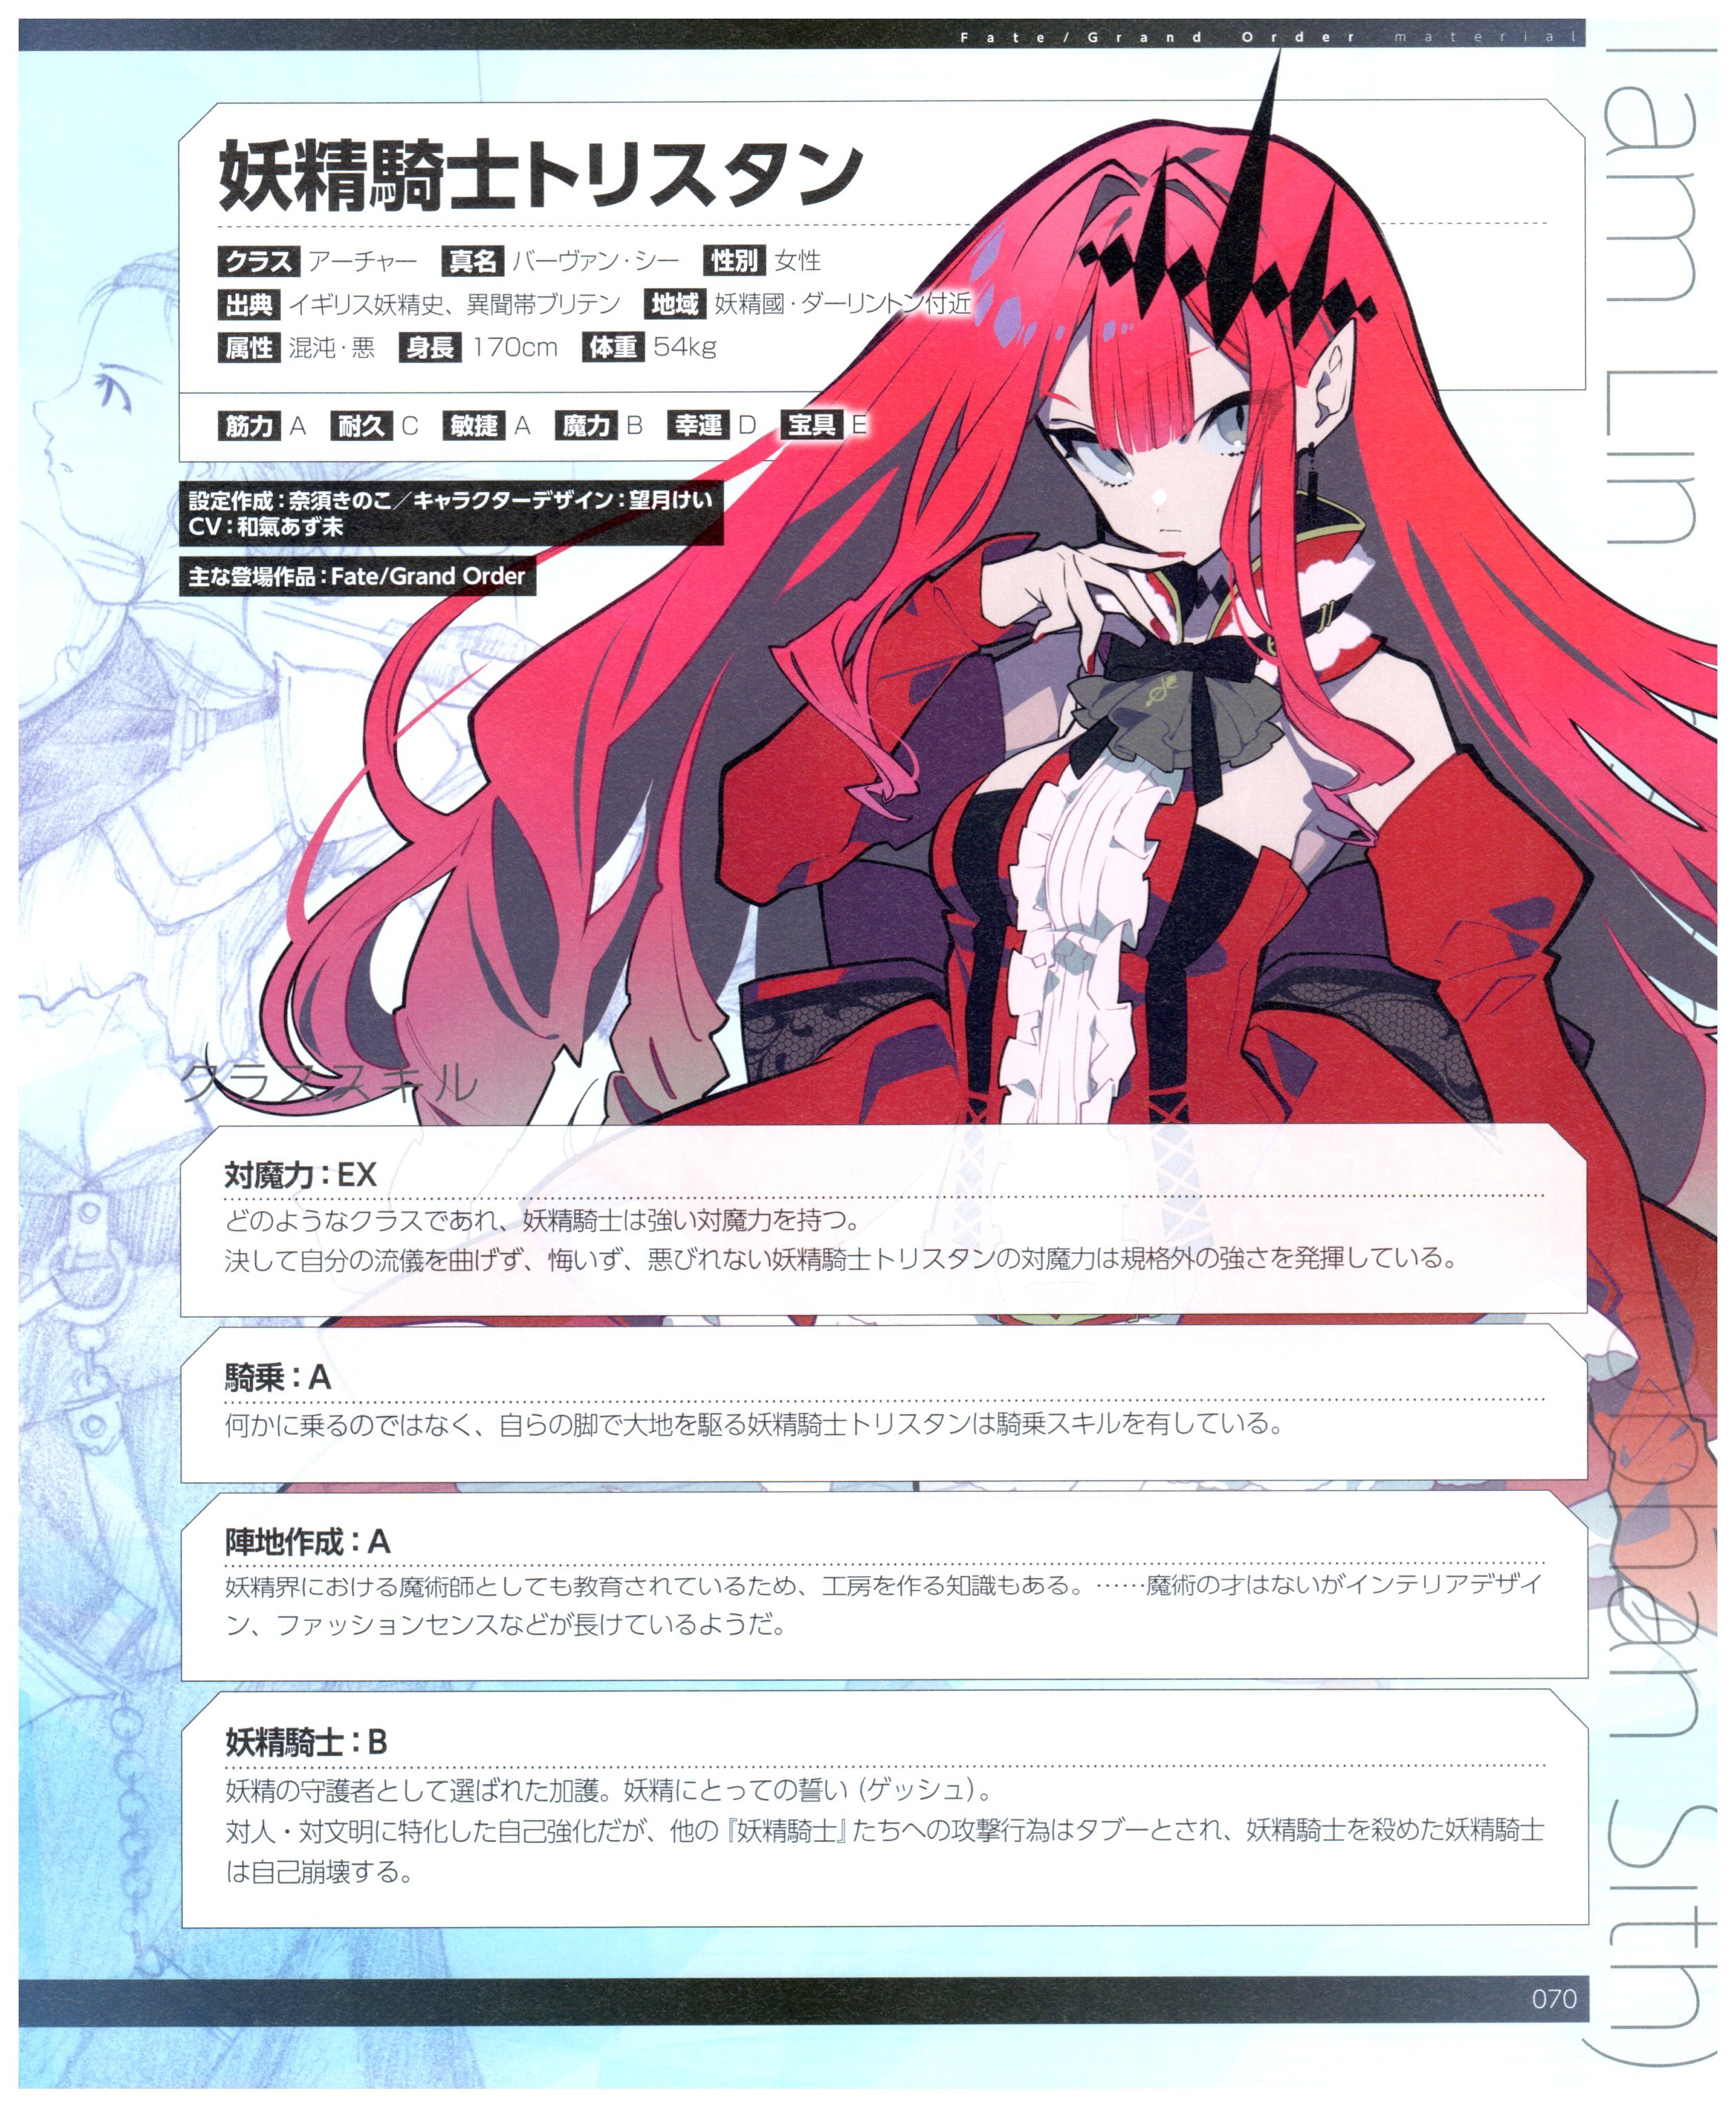 Fate/Grand Order material
妖精騎士トリスタン
クラス アーチャー 真名 バーヴァン・シー 性別 女性
出典 イギリス妖精史、異聞帯ブリテン 地域 妖精國・ダーリントン付近
属性 混沌・悪 身長 170cm 体重 54kg
筋力 A 耐久 C 敏捷 A 魔力 B 幸運 D 宝具 E
設定作成：奈須きのこ／キャラクターデザイン：望月けい
CV：和氣あず未
主な登場作品：Fate/Grand Order
クラススキル
対魔力：EX
どのようなクラスであれ、妖精騎士は強い対魔力を持つ。
決して自分の流儀を曲げず、悔いず、悪びれない妖精騎士トリスタンの対魔力は規格外の強さを発揮している。
騎乗：A
何かに乗るのではなく、自らの脚で大地を駆る妖精騎士トリスタンは騎乗スキルを有している。
陣地作成：A
妖精界における魔術師としても教育されているため、工房を作る知識もある。……魔術の才はないがインテリアデザイ
ン、ファッションセンスなどが長けているようだ。
妖精騎士：B
妖精の守護者として選ばれた加護。妖精にとっての誓い（ゲッシュ）。
対人・対文明に特化した自己強化だが、他の『妖精騎士』たちへの攻撃行為はタブーとされ、妖精騎士を殺めた妖精騎士
は自己崩壊する。
070
Sith)